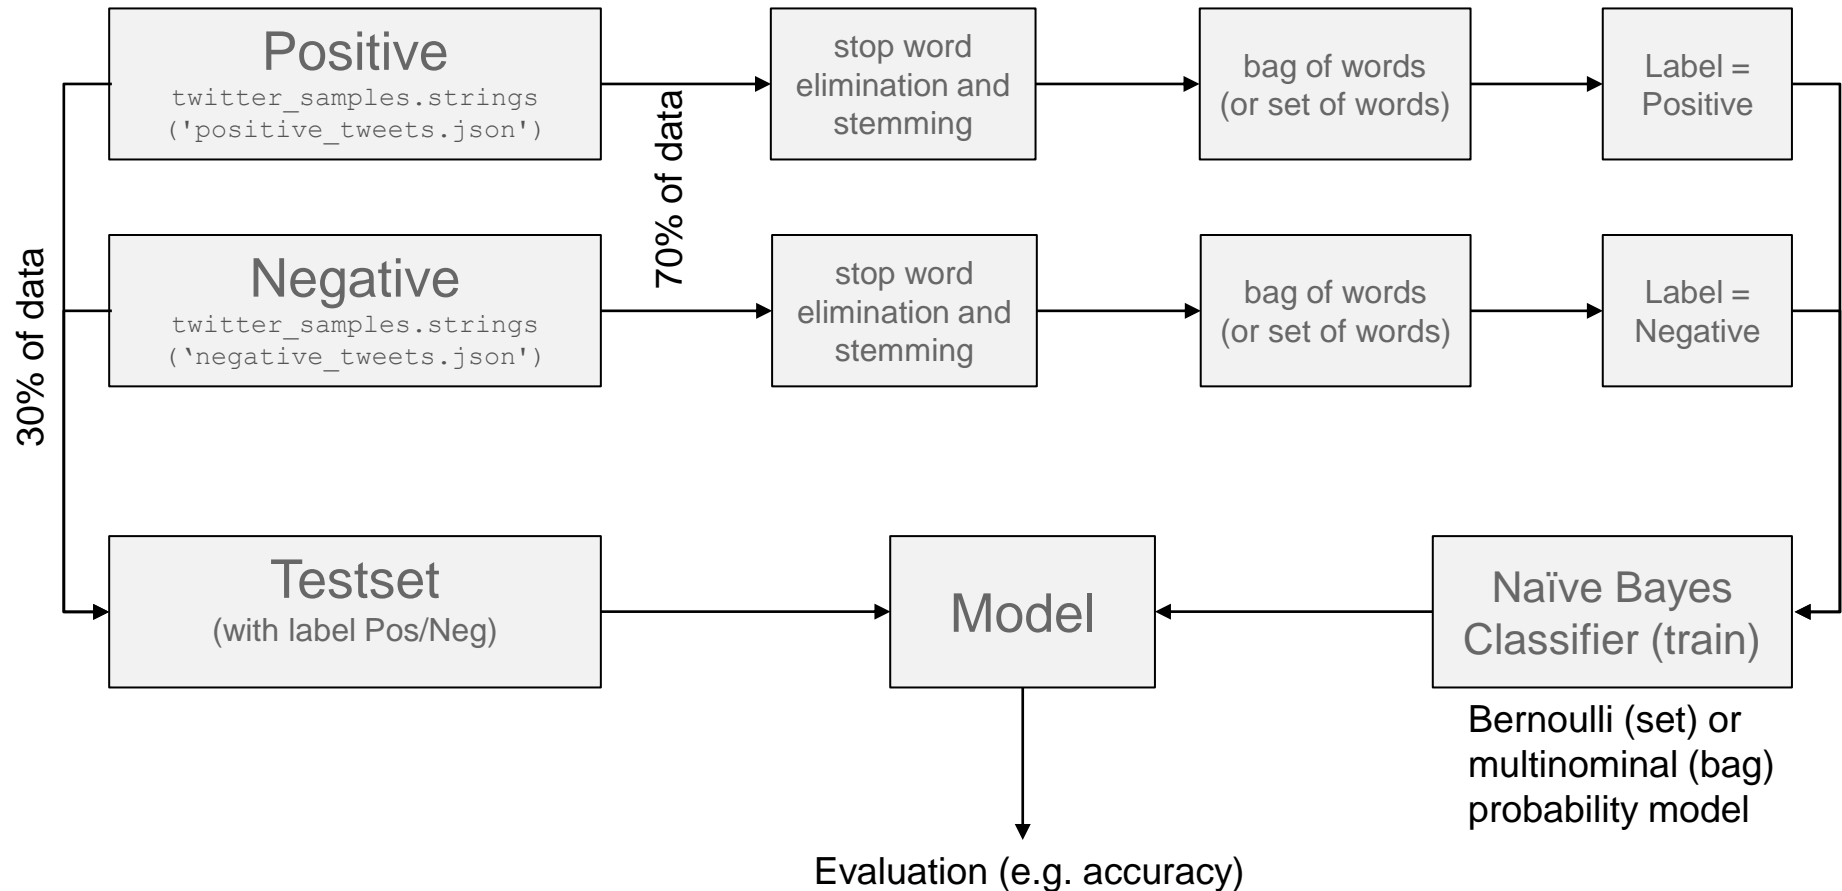 Positive
twitter_samples.strings
('positive_tweets.json')
70% of data
stop word
elimination and
stemming
bag of words
(or set of words)
Label =
Positive
30% of data
Negative
twitter_samples.strings
(‘negative_tweets.json')
stop word
elimination and
stemming
bag of words
(or set of words)
Label =
Negative
Testset
(with label Pos/Neg)
Model
Naïve Bayes
Classifier (train)
Bernoulli (set) or
multinominal (bag)
probability model
Evaluation (e.g. accuracy)